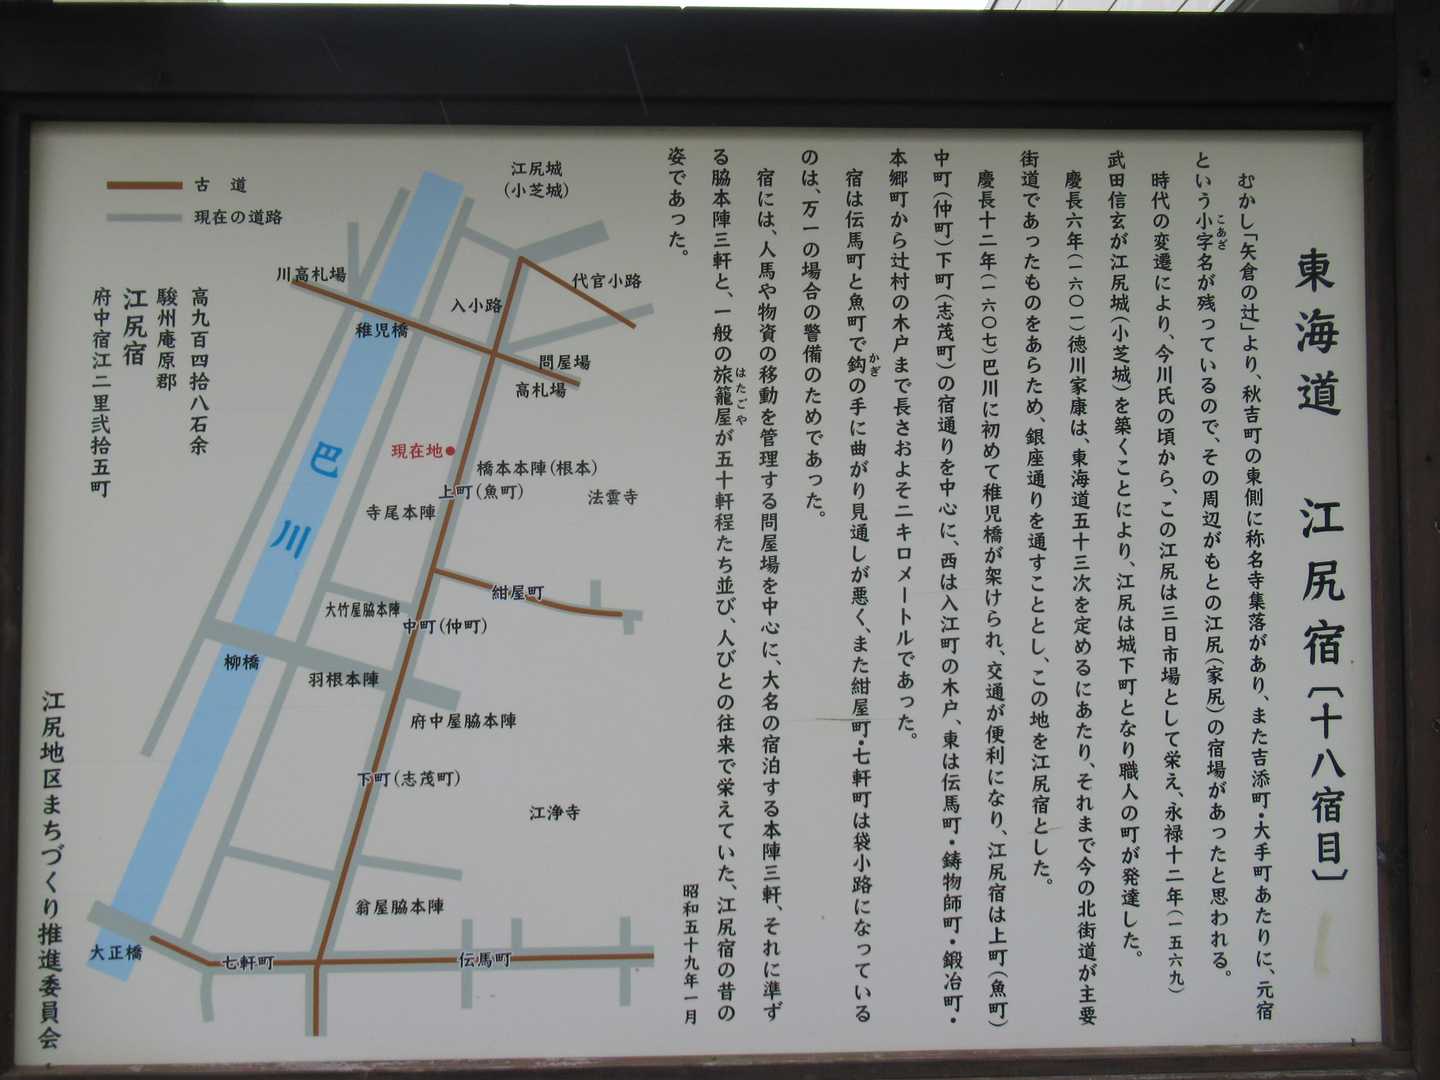 東海道 江尻宿〔十八宿目〕
むかし「矢倉の辻」より、秋吉町の東側に称名寺集落があり、また吉添町・大手町あたりに、元宿
という小字名が残っているので、その周辺がもとの江尻（家尻）の宿場があったと思われる。
こあざ
時代の変遷により、今川氏の頃から、この江尻は三日市場として栄え、永禄十二年（一五六九）
武田信玄が江尻城（小芝城）を築くことにより、江尻は城下町となり職人の町が発達した。
慶長六年（一六〇一）徳川家康は、東海道五十三次を定めるにあたり、それまで今の北街道が主要
街道であったものをあらため、銀座通りを通すこととし、この地を江尻宿とした。
慶長十二年（一六〇七）巴川に初めて稚児橋が架けられ、交通が便利になり、江尻宿は上町（魚町）
中町（仲町）下町（志茂町）の宿通りを中心に、西は入江町の木戸、東は伝馬町・鋳物師町・鍛冶町・
本郷町から辻村の木戸まで長さおよそ二キロメートルであった。
宿は伝馬町と魚町で鈎の手に曲がり見通しが悪く、また紺屋町・七軒町は袋小路になっている
かぎ
のは、万一の場合の警備のためであった。
宿には、人馬や物資の移動を管理する問屋場を中心に、大名の宿泊する本陣三軒、それに準ず
る脇本陣三軒と、一般の旅籠屋が五十軒程たち並び、人びとの往来で栄えていた、江尻宿の昔の
はたごや
姿であった。
昭和五十九年一月
江尻城
（小芝城）
古 道
現在の道路
川高札場
代官小路
入小路
稚児橋
問屋場
高札場
高九百四拾八石余
駿州庵原郡
江尻宿
府中宿江二里弐拾五町
巴川
現在地
橋本本陣（根本）
上町（魚町）
法雲寺
寺尾本陣
紺屋町
大竹屋脇本陣
中町（仲町）
柳橋
羽根本陣
府中屋脇本陣
下町（志茂町）
江浄寺
翁屋脇本陣
大正橋
七軒町
伝馬町
江尻地区まちづくり推進委員会